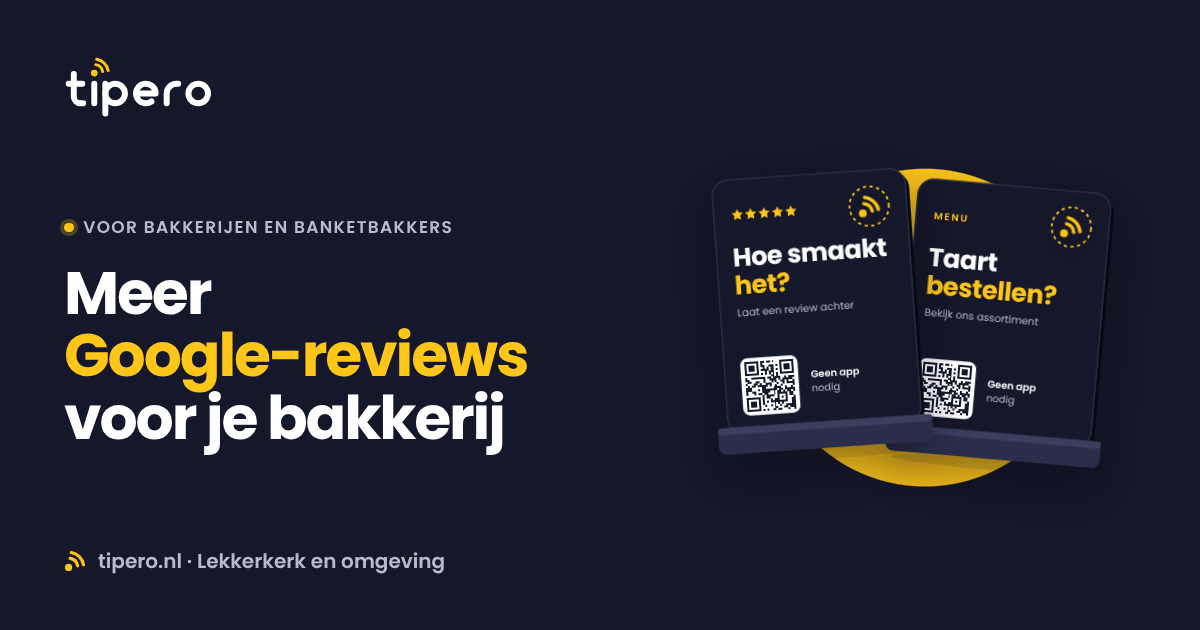 tipero
VOOR BAKKERIJEN EN BANKETBAKKERS
Meer
Google-reviews
voor je bakkerij
tipero.nl · Lekkerkerk en omgeving
Hoe smaakt
het?
Laat een review achter
Geen app
nodig
MENU
Taart
bestellen?
Bekijk ons assortiment
Geen app
nodig